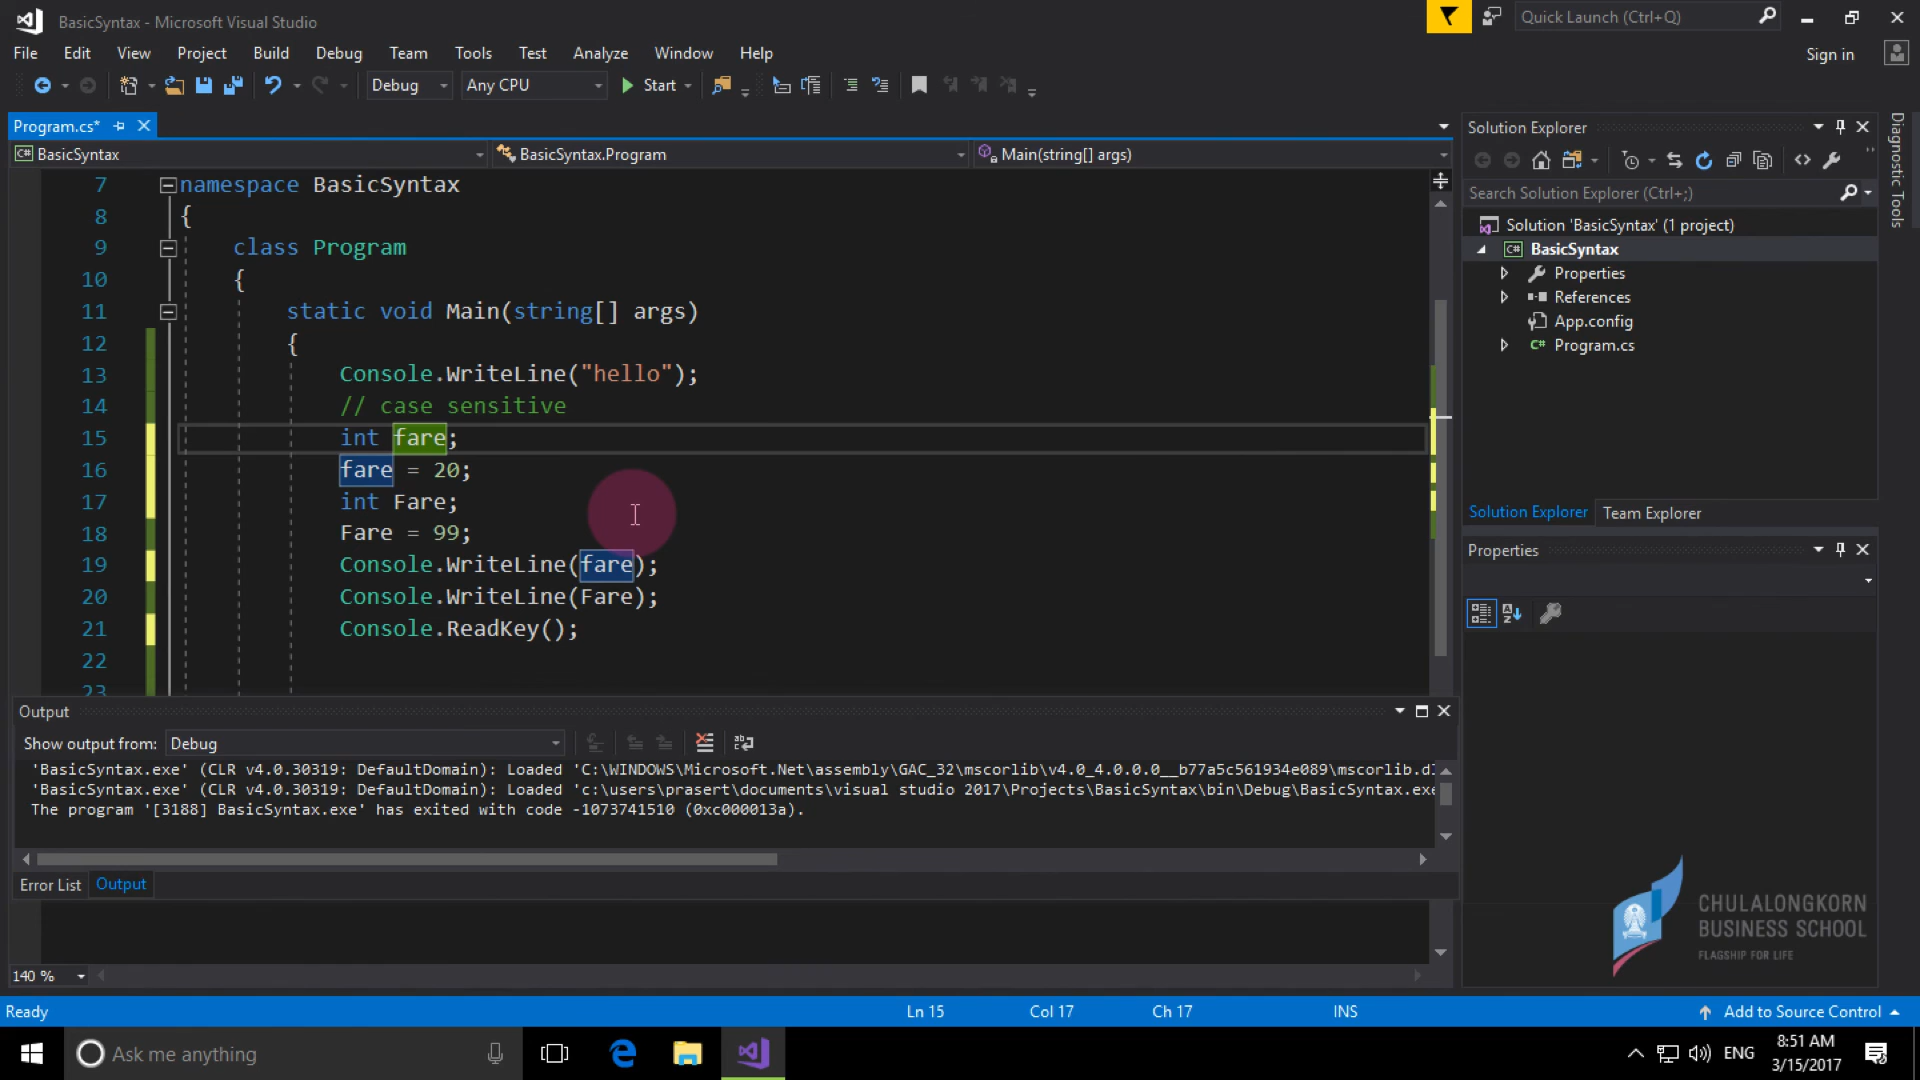 BasicSyntax - Microsoft Visual Studio
Quick Launch (Ctrl+Q)
File Edit View Project Build Debug Team Tools Test Analyze Window Help
Sign in
Debug Any CPU Start
Program.cs*
BasicSyntax BasicSyntax.Program Main(string[] args)
7 namespace BasicSyntax
8 {
9 class Program
10 {
11 static void Main(string[] args)
12 {
13 Console.WriteLine("hello");
14 // case sensitive
15 int fare;
16 fare = 20;
17 int Fare;
18 Fare = 99;
19 Console.WriteLine(fare);
20 Console.WriteLine(Fare);
21 Console.ReadKey();
22
23
Output
Show output from: Debug
'BasicSyntax.exe' (CLR v4.0.30319: DefaultDomain): Loaded 'C:\WINDOWS\Microsoft.Net\assembly\GAC_32\mscorlib\v4.0_4.0.0.0__b77a5c561934e089\mscorlib.d
'BasicSyntax.exe' (CLR v4.0.30319: DefaultDomain): Loaded 'c:\users\prasert\documents\visual studio 2017\Projects\BasicSyntax\bin\Debug\BasicSyntax.exe
The program '[3188] BasicSyntax.exe' has exited with code -1073741510 (0xc000013a).
Error List Output
140 %
Solution Explorer
Search Solution Explorer (Ctrl+;)
Solution 'BasicSyntax' (1 project)
BasicSyntax
Properties
References
App.config
Program.cs
Solution Explorer Team Explorer
Properties
Diagnostic Tools
CHULALONGKORN
BUSINESS SCHOOL
FLAGSHIP FOR LIFE
Ready Ln 15 Col 17 Ch 17 INS Add to Source Control
Ask me anything
ENG
8:51 AM
3/15/2017